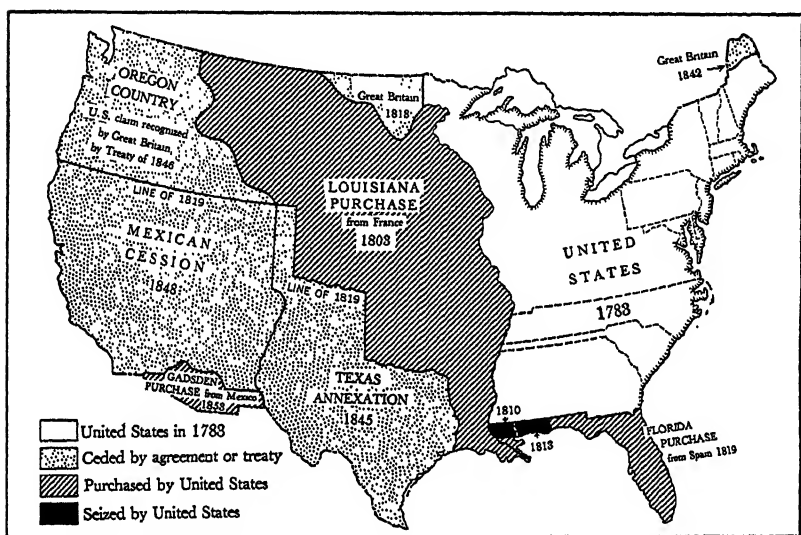 Great Britain
1842
OREGON
COUNTRY
U.S. claim recognized
by Great Britain,
by Treaty of 1846
Great Britain
1818
LOUISIANA
PURCHASE
from France
1803
LINE OF 1819
MEXICAN
CESSION
1848
UNITED
STATES
1783
LINE OF 1819
GADSDEN
PURCHASE from Mexico
1853
TEXAS
ANNEXATION
1845
1810
1813
FLORIDA
PURCHASE
from Spain 1819
United States in 1783
Ceded by agreement or treaty
Purchased by United States
Seized by United States